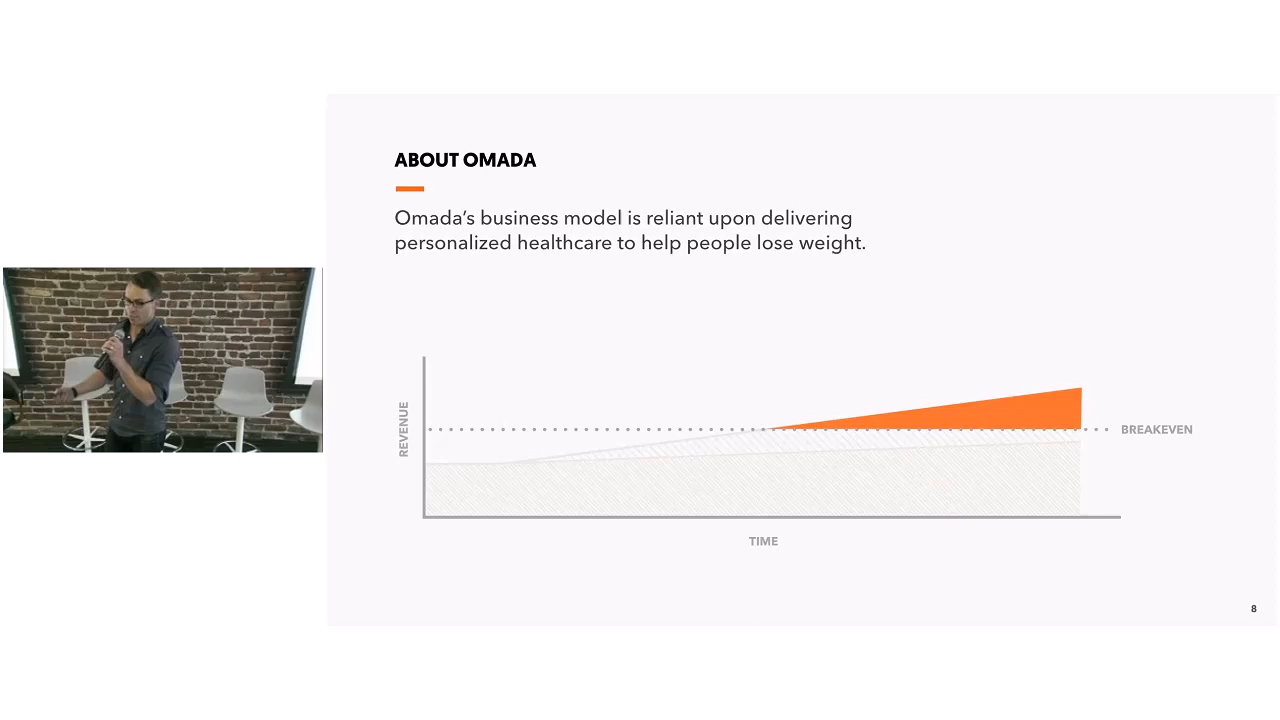 ABOUT OMADA
Omada's business model is reliant upon delivering
personalized healthcare to help people lose weight.
REVENUE
BREAKEVEN
TIME
8